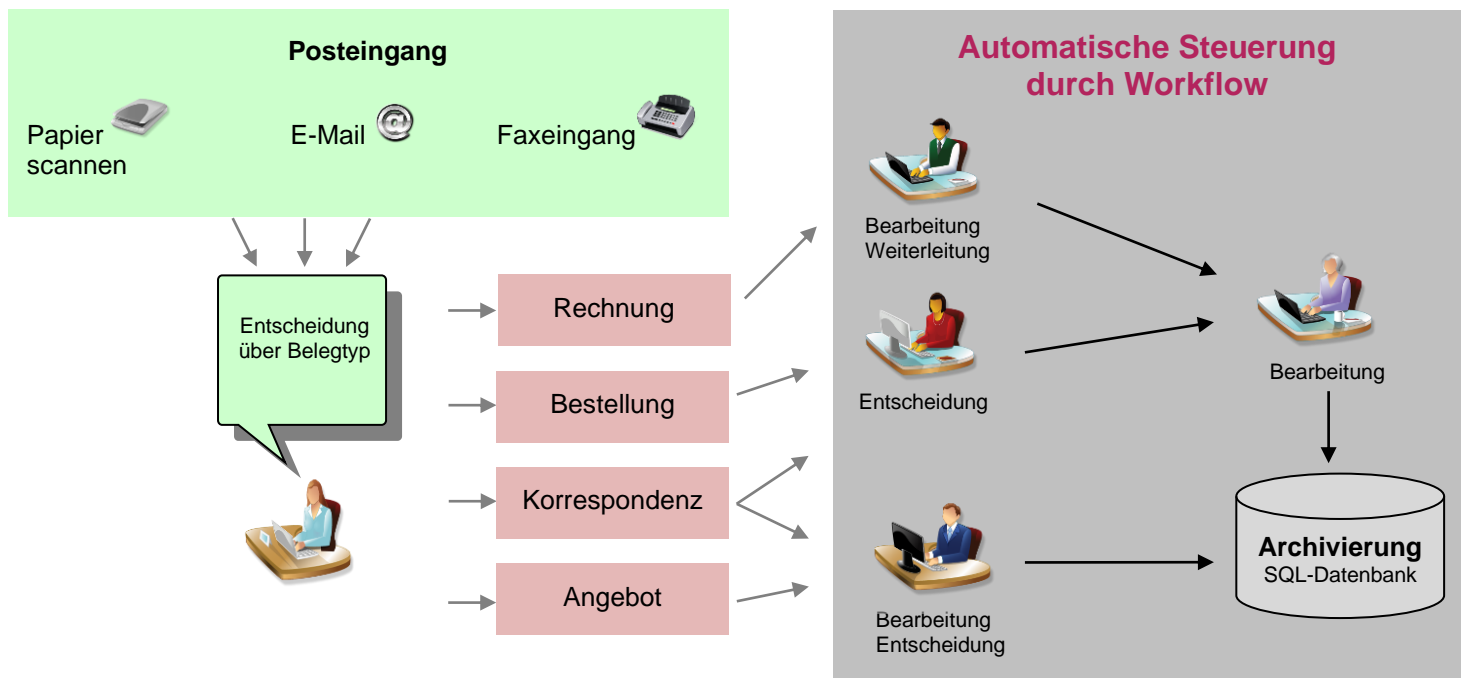 Posteingang
Papier
scannen
E-Mail
Faxeingang
Entscheidung
über Belegtyp
Rechnung
Bestellung
Korrespondenz
Angebot
Automatische Steuerung
durch Workflow
Bearbeitung
Weiterleitung
Entscheidung
Bearbeitung
Entscheidung
Bearbeitung
Archivierung
SQL-Datenbank